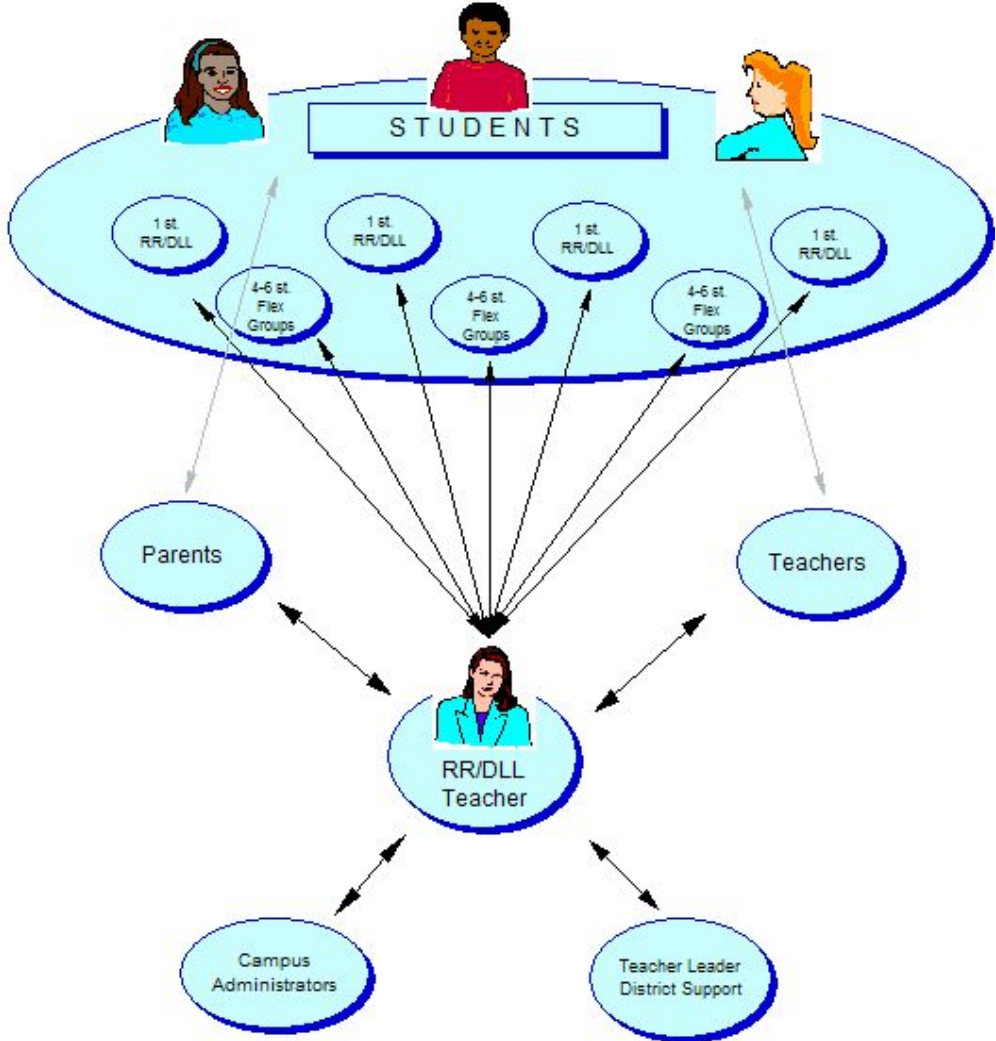 STUDENTS
1 st.
RR/DLL
1 st.
RR/DLL
1 st.
RR/DLL
1 st.
RR/DLL
4-6 st.
Flex
Groups
4-6 st.
Flex
Groups
4-6 st.
Flex
Groups
Parents
Teachers
RR/DLL
Teacher
Campus
Administrators
Teacher Leader
District Support